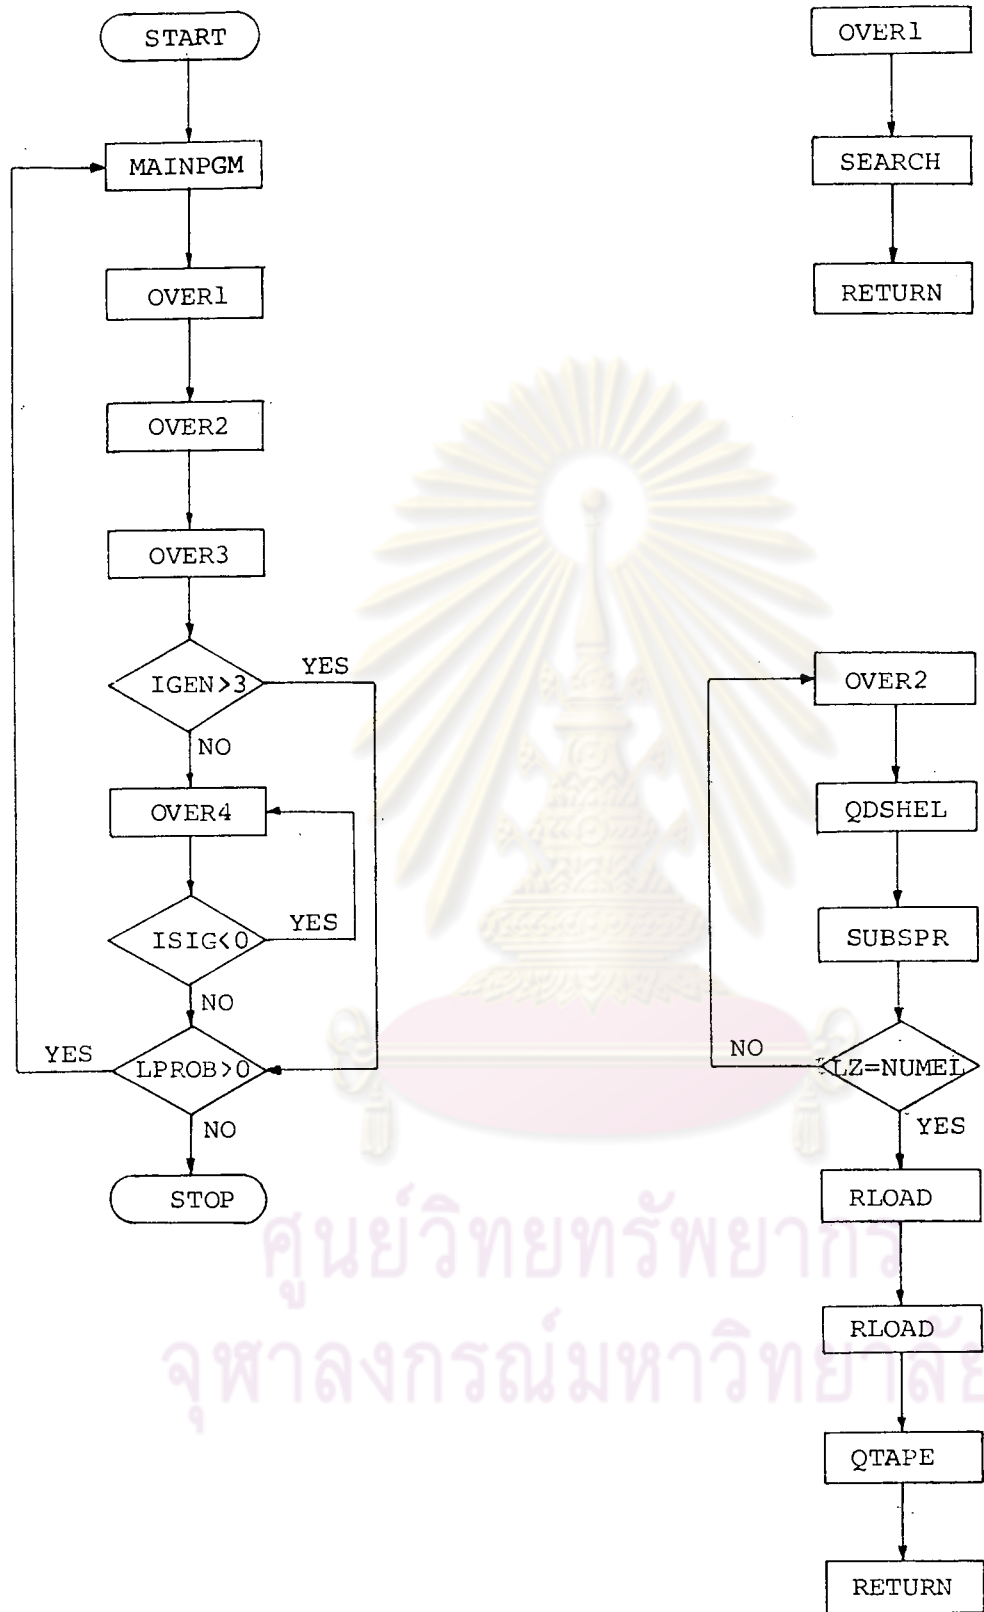 START
MAINPGM
OVER1
OVER2
OVER3
IGEN>3
YES
NO
OVER4
ISIG<0
YES
NO
LPROB>0
YES
NO
STOP
OVER1
SEARCH
RETURN
OVER2
QDSHEL
SUBSPR
LZ=NUMEL
NO
YES
RLOAD
RLOAD
QTAPE
RETURN
ศูนย์วิทยทรัพยากร
จุฬาลงกรณ์มหาวิทยาลัย